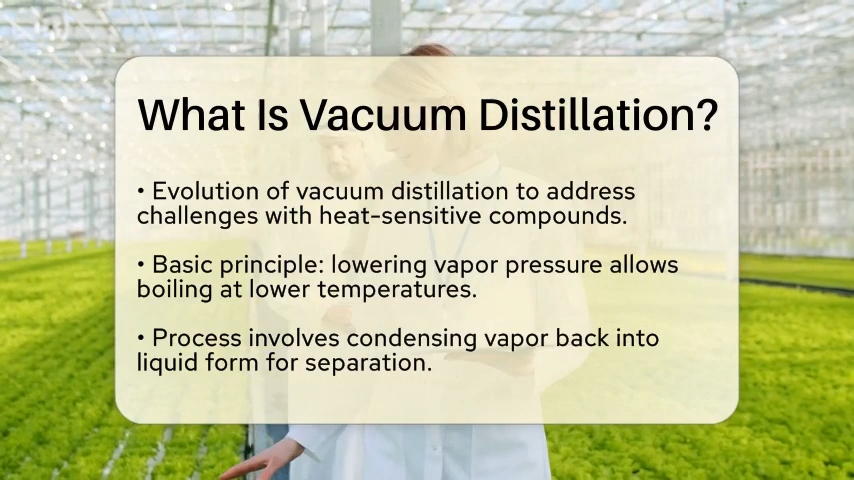 What Is Vacuum Distillation?
• Evolution of vacuum distillation to address
challenges with heat-sensitive compounds.
• Basic principle: lowering vapor pressure allows
boiling at lower temperatures.
• Process involves condensing vapor back into
liquid form for separation.